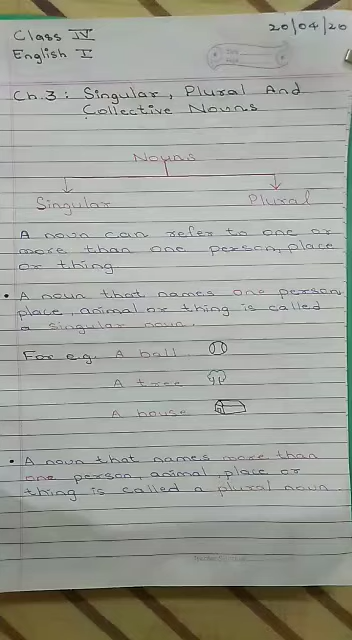 Class IV
20/04/20
English I
Ch.3: Singular, Plural And
Collective Nouns
Nouns
Singular Plural
A noun can refer to one or
more than one person, place
or thing
• A noun that names one person
place, animal or thing is called
a singular noun.
For e.g. A ball
A tree
A house
• A noun that names more than
one person, animal, place or
thing is called a plural noun